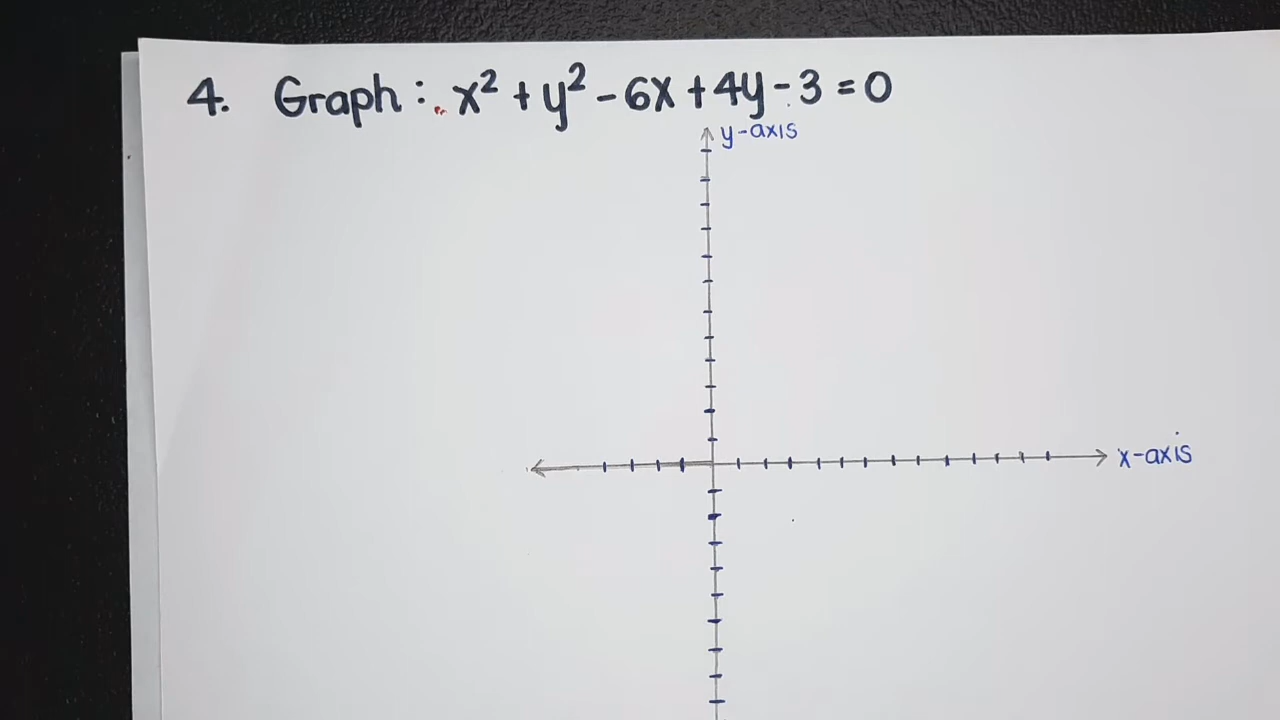 4. Graph: x² + y² - 6x + 4y - 3 = 0
y-axis
x-axis